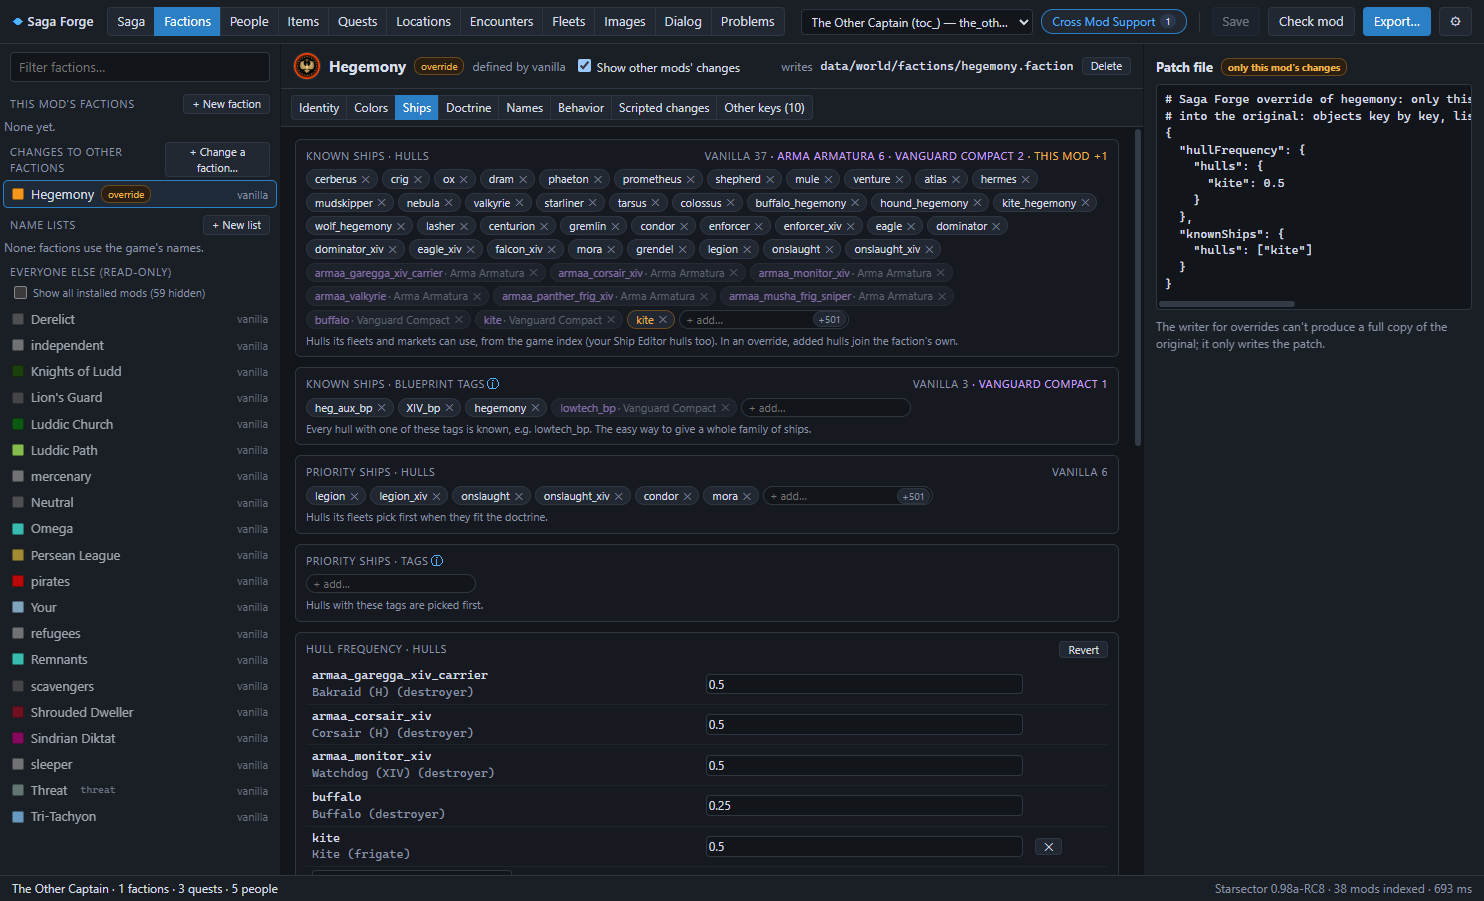 Saga Forge
Saga Factions People Items Quests Locations Encounters Fleets Images Dialog Problems
The Other Captain (toc_) — the_oth...
Cross Mod Support 1
Save Check mod Export... ⚙
Filter factions...
THIS MOD'S FACTIONS + New faction
None yet.
CHANGES TO OTHER FACTIONS + Change a faction...
Hegemony override vanilla
NAME LISTS + New list
None: factions use the game's names.
EVERYONE ELSE (READ-ONLY)
Show all installed mods (59 hidden)
Derelict vanilla
independent vanilla
Knights of Ludd vanilla
Lion's Guard vanilla
Luddic Church vanilla
Luddic Path vanilla
mercenary vanilla
Neutral vanilla
Omega vanilla
Persean League vanilla
pirates vanilla
Your vanilla
refugees vanilla
Remnants vanilla
scavengers vanilla
Shrouded Dweller vanilla
Sindrian Diktat vanilla
sleeper vanilla
Threat threat vanilla
Tri-Tachyon vanilla
Hegemony override defined by vanilla Show other mods' changes writes data/world/factions/hegemony.faction Delete
Identity Colors Ships Doctrine Names Behavior Scripted changes Other keys (10)
KNOWN SHIPS · HULLS VANILLA 37 · ARMA ARMATURA 6 · VANGUARD COMPACT 2 · THIS MOD +1
cerberus × crig × ox × dram × phaeton × prometheus × shepherd × mule × venture × atlas × hermes ×
mudskipper × nebula × valkyrie × starliner × tarsus × colossus × buffalo_hegemony × hound_hegemony × kite_hegemony ×
wolf_hegemony × lasher × centurion × gremlin × condor × enforcer × enforcer_xiv × eagle × dominator ×
dominator_xiv × eagle_xiv × falcon_xiv × mora × grendel × legion × onslaught × onslaught_xiv ×
armaa_garegga_xiv_carrier · Arma Armatura × armaa_corsair_xiv · Arma Armatura × armaa_monitor_xiv · Arma Armatura ×
armaa_valkyrie · Arma Armatura × armaa_panther_frig_xiv · Arma Armatura × armaa_musha_frig_sniper · Arma Armatura ×
buffalo · Vanguard Compact × kite · Vanguard Compact × kite × + add... +501
Hulls its fleets and markets can use, from the game index (your Ship Editor hulls too). In an override, added hulls join the faction's own.
KNOWN SHIPS · BLUEPRINT TAGS ⓘ VANILLA 3 · VANGUARD COMPACT 1
heg_aux_bp × XIV_bp × hegemony × lowtech_bp · Vanguard Compact × + add...
Every hull with one of these tags is known, e.g. lowtech_bp. The easy way to give a whole family of ships.
PRIORITY SHIPS · HULLS VANILLA 6
legion × legion_xiv × onslaught × onslaught_xiv × condor × mora × + add... +501
Hulls its fleets pick first when they fit the doctrine.
PRIORITY SHIPS · TAGS ⓘ
+ add...
Hulls with these tags are picked first.
HULL FREQUENCY · HULLS Revert
armaa_garegga_xiv_carrier
Bakraid (H) (destroyer) 0.5
armaa_corsair_xiv
Corsair (H) (destroyer) 0.5
armaa_monitor_xiv
Watchdog (XIV) (destroyer) 0.5
buffalo
Buffalo (destroyer) 0.25
kite
Kite (frigate) 0.5 ×
Patch file only this mod's changes
# Saga Forge override of hegemony: only this
# into the original: objects key by key, lis
{
"hullFrequency": {
"hulls": {
"kite": 0.5
}
},
"knownShips": {
"hulls": ["kite"]
}
}
The writer for overrides can't produce a full copy of the
original; it only writes the patch.
The Other Captain · 1 factions · 3 quests · 5 people
Starsector 0.98a-RC8 · 38 mods indexed · 693 ms